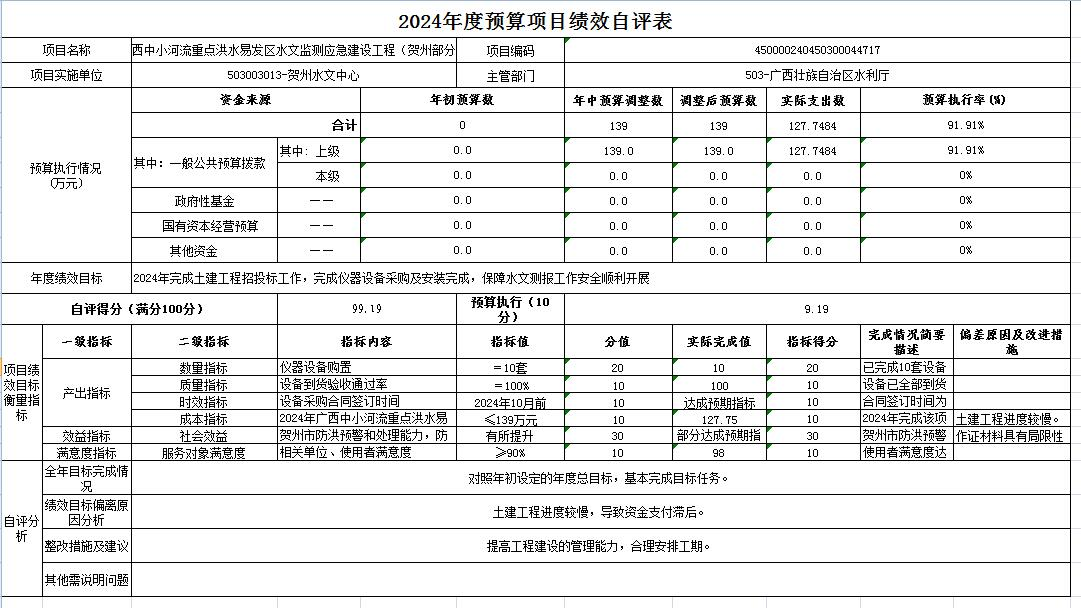 2024年度预算项目绩效自评表
项目名称 西中小河流重点洪水易发区水文监测应急建设工程（贺州部分 项目编码 450000240450300044717
项目实施单位 503003013-贺州水文中心 主管部门 503-广西壮族自治区水利厅
预算执行情况
（万元）
资金来源 年初预算数 年中预算调整数 调整后预算数 实际支出数 预算执行率(%)
合计 0 139 139 127.7484 91.91%
其中：一般公共预算拨款 其中：上级 0.0 139.0 139.0 127.7484 91.91%
本级 0.0 0.0 0.0 0.0 0%
政府性基金 —— 0.0 0.0 0.0 0.0 0%
国有资本经营预算 —— 0.0 0.0 0.0 0.0 0%
其他资金 —— 0.0 0.0 0.0 0.0 0%
年度绩效目标 2024年完成土建工程招投标工作，完成仪器设备采购及安装完成，保障水文测报工作安全顺利开展
自评得分（满分100分） 99.19 预算执行（10
分） 9.19
项目绩
效目标
衡量指
标
一级指标 二级指标 指标内容 指标值 分值 实际完成值 指标得分 完成情况简要
描述 偏差原因及改进措
施
产出指标 数量指标 仪器设备购置 ＝10套 20 10 20 已完成10套设备
质量指标 设备到货验收通过率 ＝100% 10 100 10 设备已全部到货
时效指标 设备采购合同签订时间 2024年10月前 10 达成预期指标 10 合同签订时间为
成本指标 2024年广西中小河流重点洪水易 ≤139万元 10 127.75 10 2024年完成该项 土建工程进度较慢。
效益指标 社会效益 贺州市防洪预警和处理能力，防 有所提升 30 部分达成预期指 30 贺州市防洪预警 作证材料具有局限性
满意度指标 服务对象满意度 相关单位、使用者满意度 ≥90% 10 98 10 使用者满意度达
自评分
析
全年目标完成情
况 对照年初设定的年度总目标，基本完成目标任务。
绩效目标偏离原
因分析 土建工程进度较慢，导致资金支付滞后。
整改措施及建议 提高工程建设的管理能力，合理安排工期。
其他需说明问题